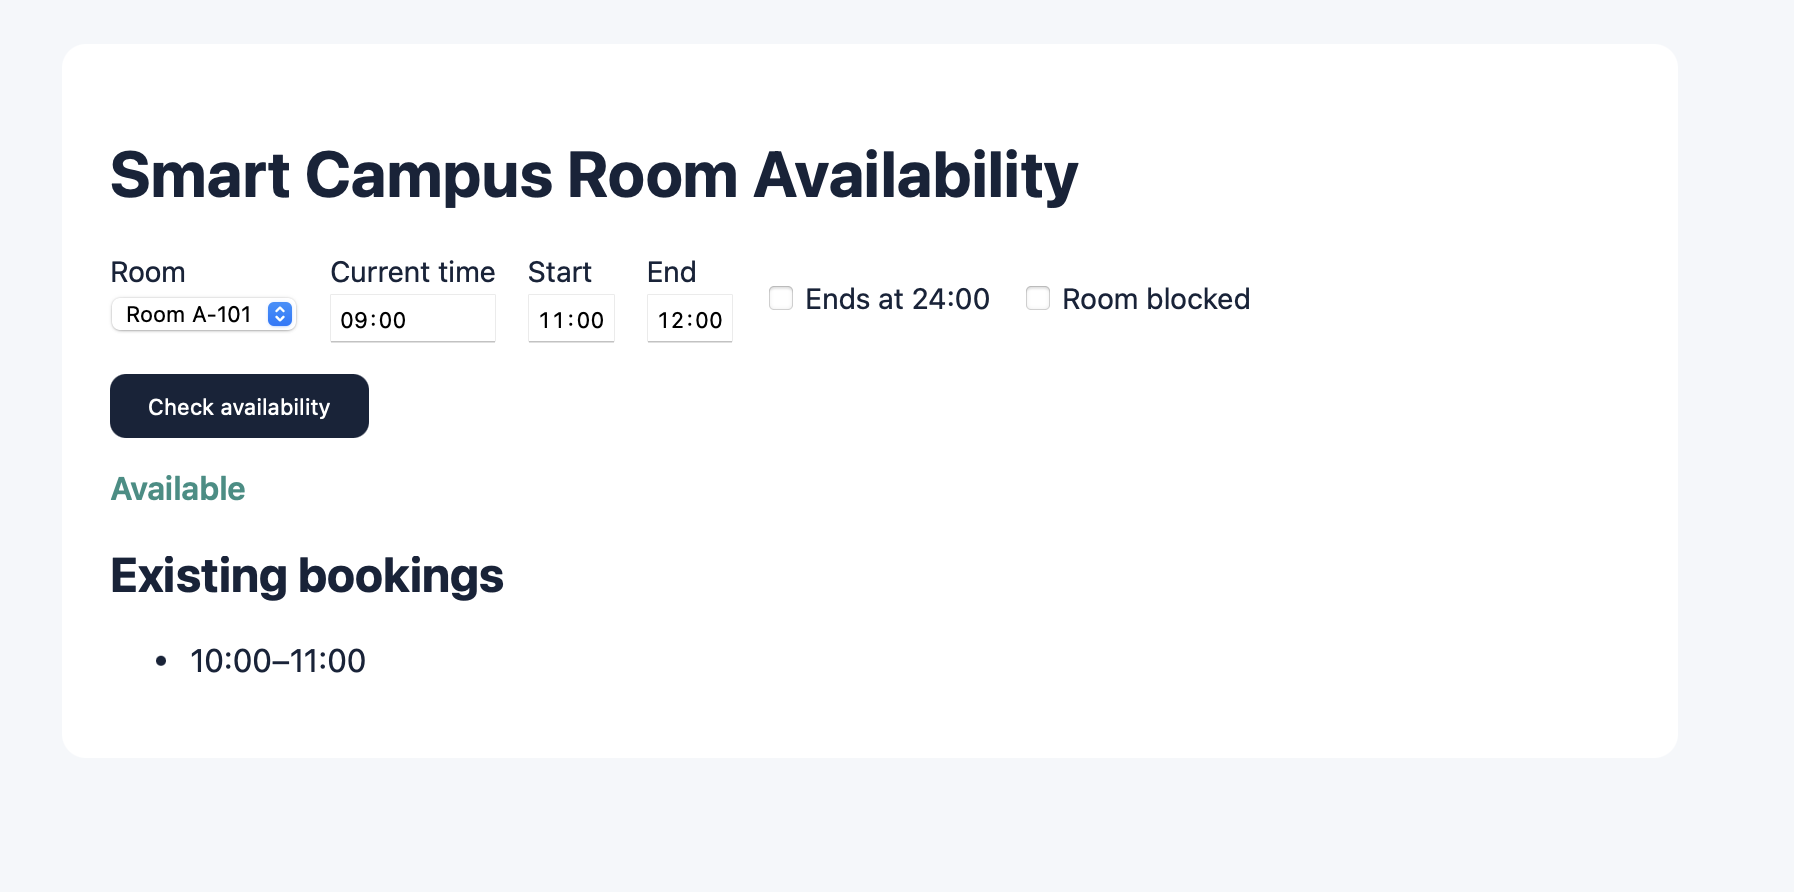 Smart Campus Room Availability
Room Current time Start End
Room A-101 09:00 11:00 12:00 Ends at 24:00 Room blocked
Check availability
Available
Existing bookings
• 10:00–11:00